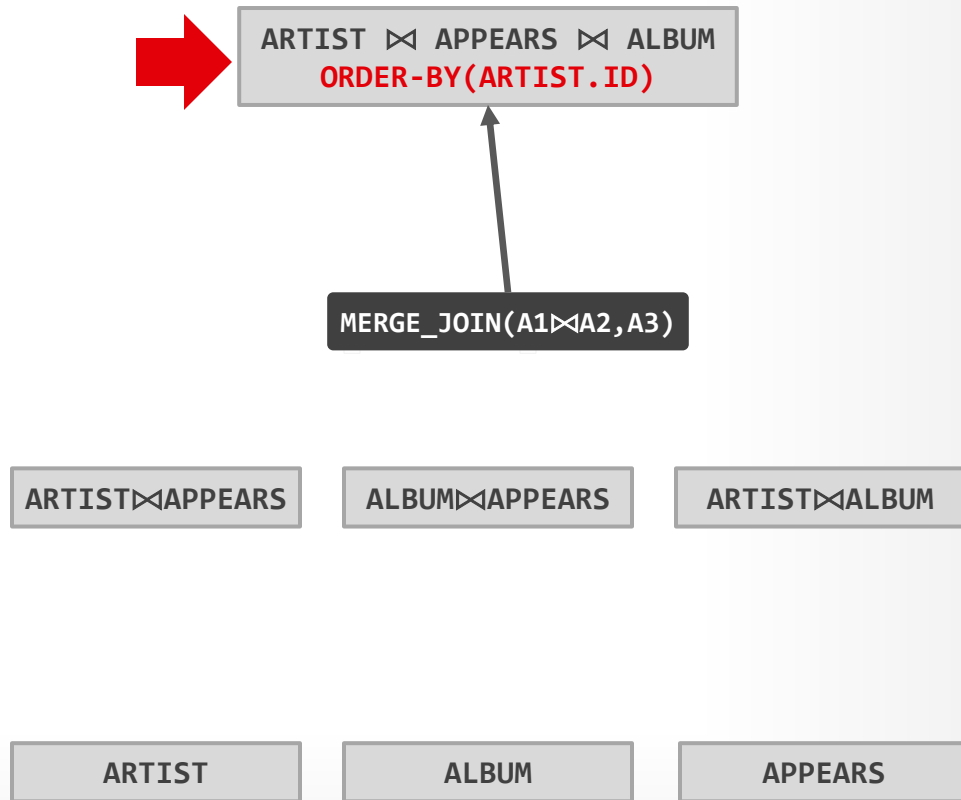 ARTIST ⨝ APPEARS ⨝ ALBUM
ORDER-BY(ARTIST.ID)
MERGE_JOIN(A1⨝A2,A3)
ARTIST⨝APPEARS
ALBUM⨝APPEARS
ARTIST⨝ALBUM
ARTIST
ALBUM
APPEARS